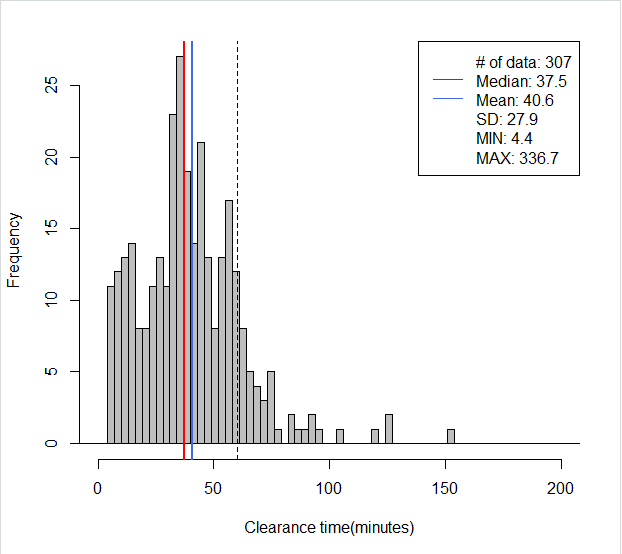 # of data: 307
Median: 37.5
Mean: 40.6
SD: 27.9
MIN: 4.4
MAX: 336.7
25
20
15
10
5
0
Frequency
0 50 100 150 200
Clearance time(minutes)